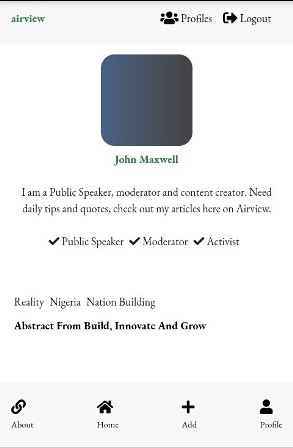 airview Profiles Logout
John Maxwell
I am a Public Speaker, moderator and content creator. Need
daily tips and quotes, check out my articles here on Airview.
Public Speaker Moderator Activist
Reality Nigeria Nation Building
Abstract From Build, Innovate And Grow
About Home Add Profile